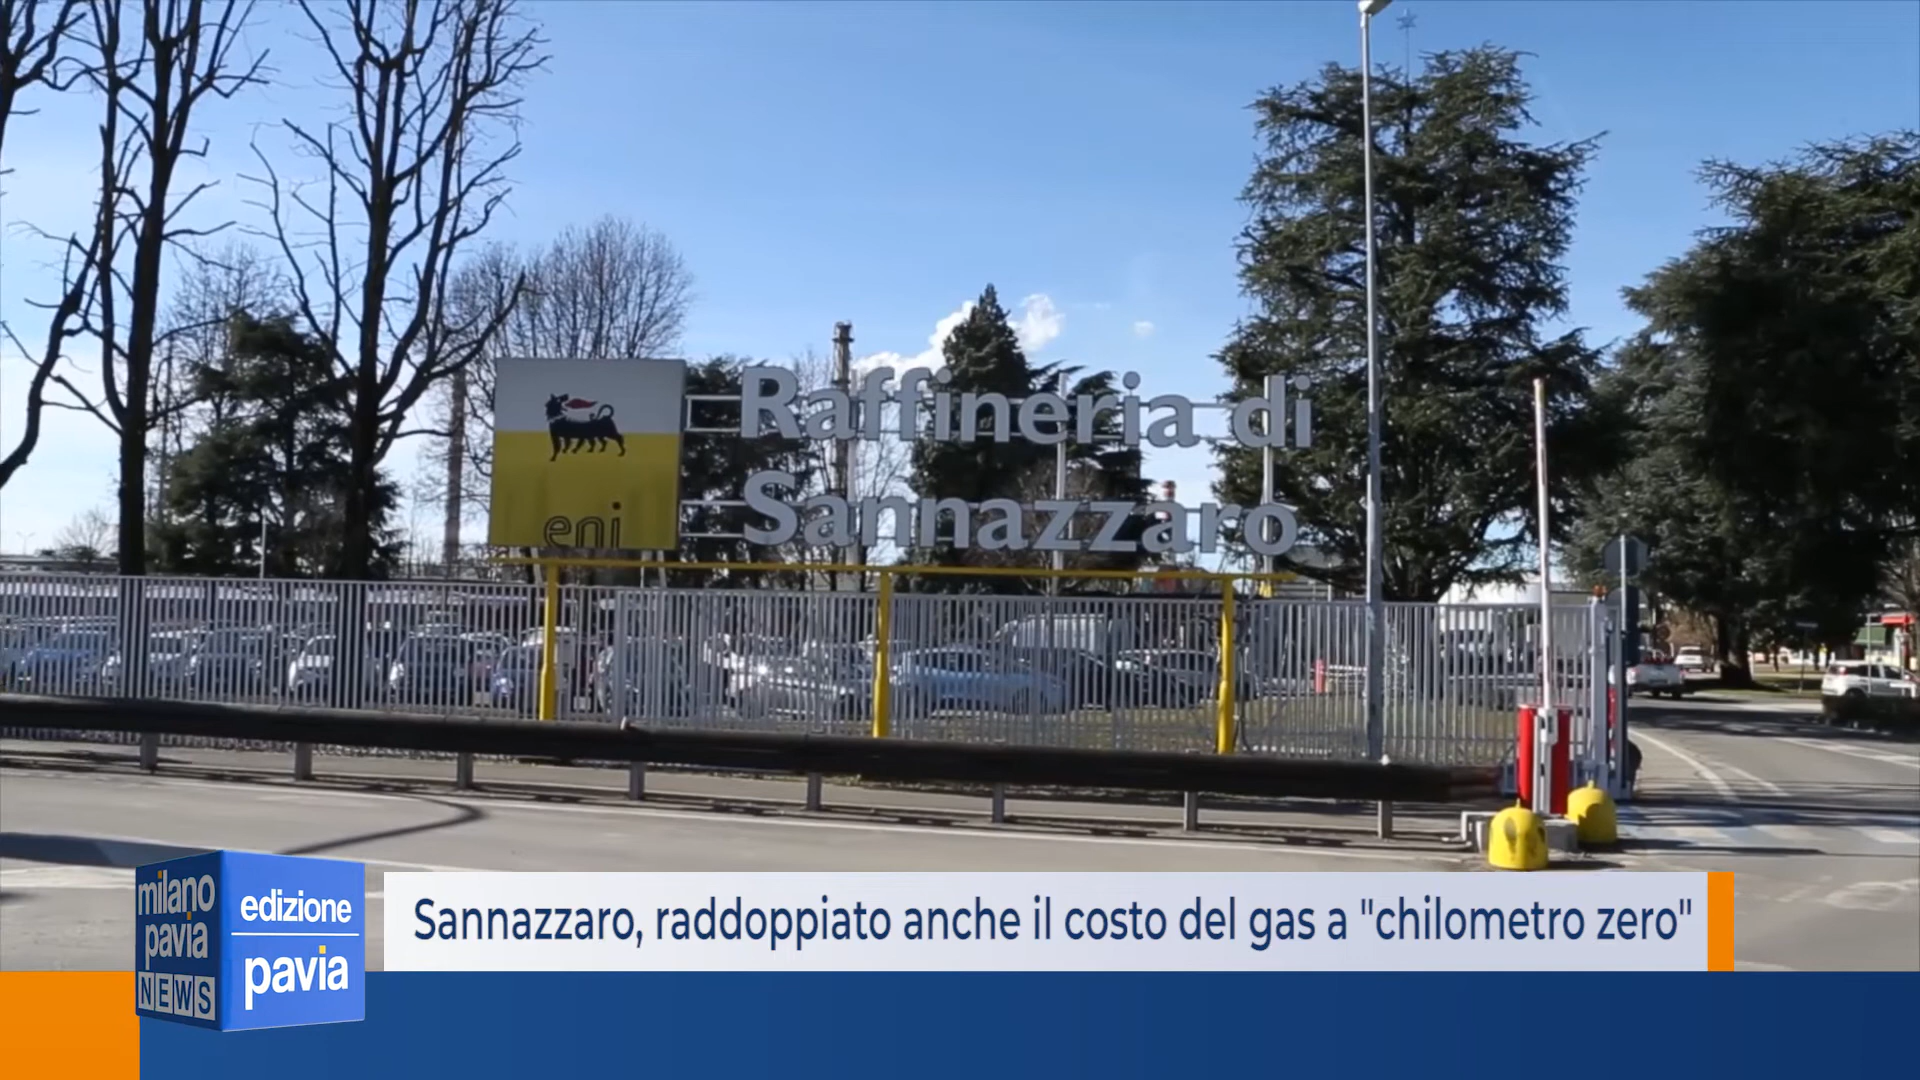 Raffineria di
Sannazzaro
eni
milano
pavia
NEWS
edizione
pavia
Sannazzaro, raddoppiato anche il costo del gas a "chilometro zero"